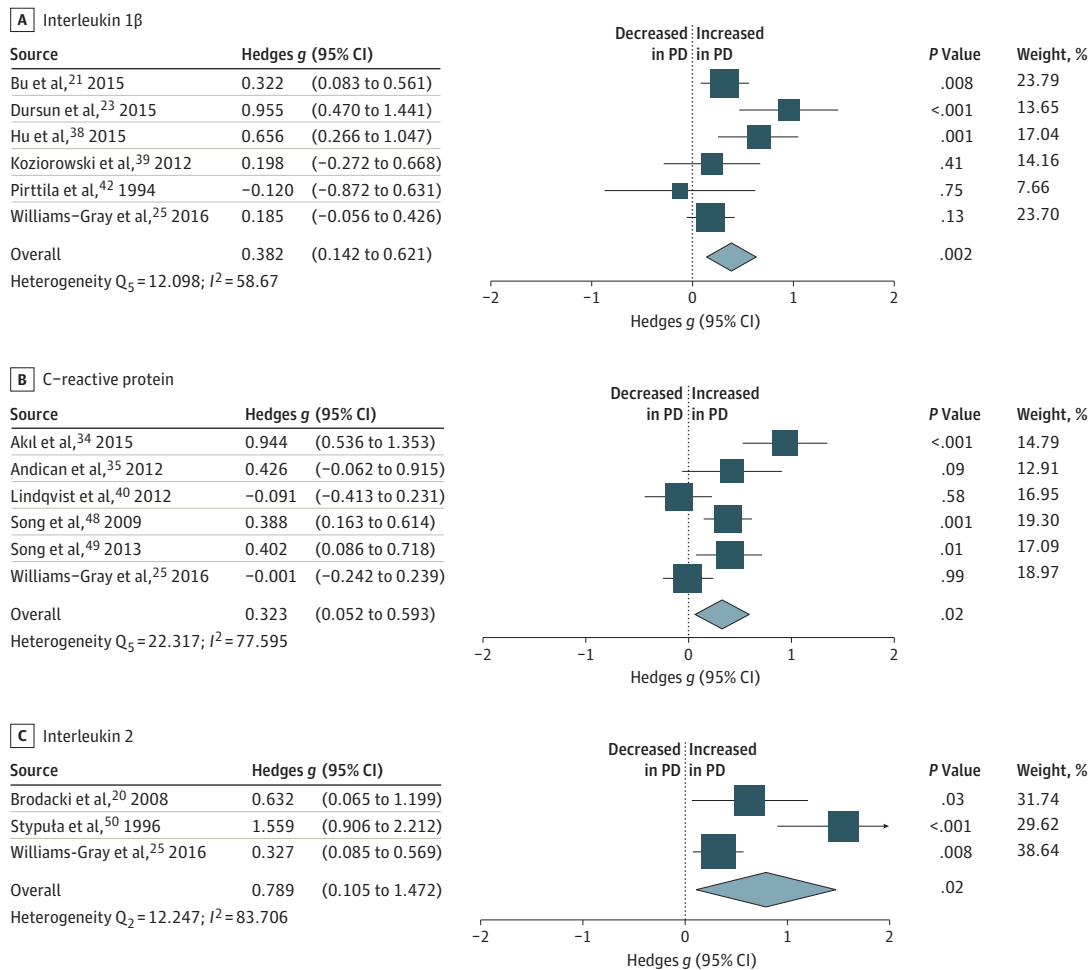 A Interleukin 1β
Decreased in PD Increased in PD
Source Hedges g (95% CI) P Value Weight, %
Bu et al,21 2015 0.322 (0.083 to 0.561) .008 23.79
Dursun et al,23 2015 0.955 (0.470 to 1.441) <.001 13.65
Hu et al,38 2015 0.656 (0.266 to 1.047) .001 17.04
Koziorowski et al,39 2012 0.198 (−0.272 to 0.668) .41 14.16
Pirttila et al,42 1994 −0.120 (−0.872 to 0.631) .75 7.66
Williams−Gray et al,25 2016 0.185 (−0.056 to 0.426) .13 23.70
Overall 0.382 (0.142 to 0.621) .002
Heterogeneity Q5 = 12.098; I2 = 58.67
−2 −1 0 1 2
Hedges g (95% CI)
B C−reactive protein
Decreased in PD Increased in PD
Source Hedges g (95% CI) P Value Weight, %
Akıl et al,34 2015 0.944 (0.536 to 1.353) <.001 14.79
Andican et al,35 2012 0.426 (−0.062 to 0.915) .09 12.91
Lindqvist et al,40 2012 −0.091 (−0.413 to 0.231) .58 16.95
Song et al,48 2009 0.388 (0.163 to 0.614) .001 19.30
Song et al,49 2013 0.402 (0.086 to 0.718) .01 17.09
Williams−Gray et al,25 2016 −0.001 (−0.242 to 0.239) .99 18.97
Overall 0.323 (0.052 to 0.593) .02
Heterogeneity Q5 = 22.317; I2 = 77.595
−2 −1 0 1 2
Hedges g (95% CI)
C Interleukin 2
Decreased in PD Increased in PD
Source Hedges g (95% CI) P Value Weight, %
Brodacki et al,20 2008 0.632 (0.065 to 1.199) .03 31.74
Stypuła et al,50 1996 1.559 (0.906 to 2.212) <.001 29.62
Williams-Gray et al,25 2016 0.327 (0.085 to 0.569) .008 38.64
Overall 0.789 (0.105 to 1.472) .02
Heterogeneity Q2 = 12.247; I2 = 83.706
−2 −1 0 1 2
Hedges g (95% CI)